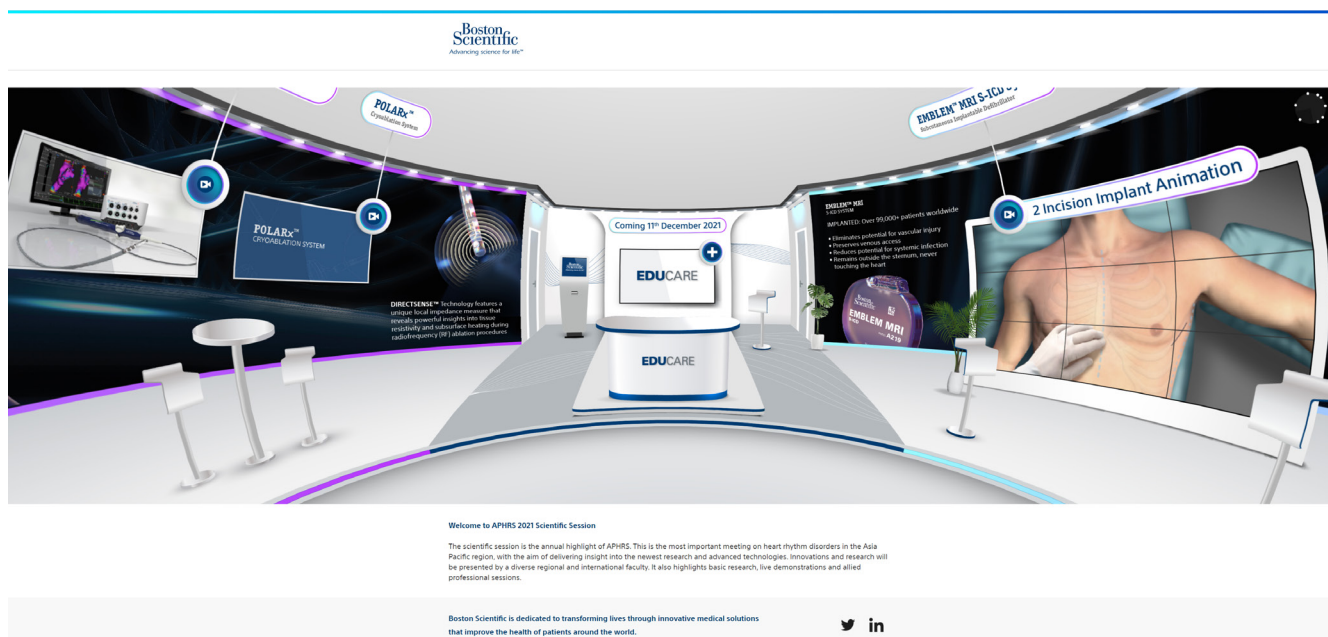 Boston
Scientific
Advancing science for life™
POLARx™
Cryoablation System
EMBLEM™ MRI S-ICD
Subcutaneous Implantable Defibrillator
POLARx™
CRYOABLATION SYSTEM
DIRECTSENSE™ Technology features a
unique local impedance measure that
reveals powerful insights into tissue
resistivity and subsurface heating during
radiofrequency (RF) ablation procedures
Coming 11th December 2021
Boston
Scientific
EDUCARE
EDUCARE
EMBLEM™ MRI
S-ICD SYSTEM
IMPLANTED: Over 99,000+ patients worldwide
• Eliminates potential for vascular injury
• Preserves venous access
• Reduces potential for systemic infection
• Remains outside the sternum, never
touching the heart
Boston
Scientific
EMBLEM MRI
S-ICD
A219
2 Incision Implant Animation
Welcome to APHRS 2021 Scientific Session
The scientific session is the annual highlight of APHRS. This is the most important meeting on heart rhythm disorders in the Asia
Pacific region, with the aim of delivering insight into the newest research and advanced technologies. Innovations and research will
be presented by a diverse regional and international faculty. It also highlights basic research, live demonstrations and allied
professional sessions.
Boston Scientific is dedicated to transforming lives through innovative medical solutions
that improve the health of patients around the world.